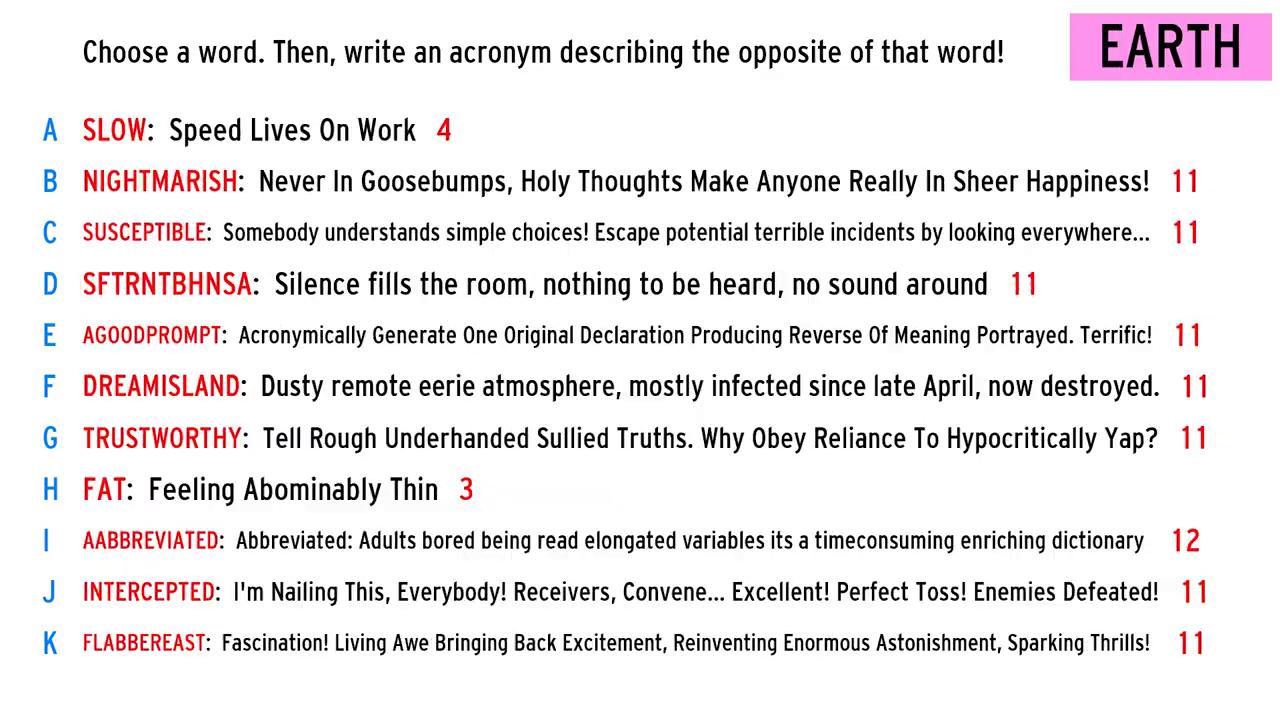 Choose a word. Then, write an acronym describing the opposite of that word!
EARTH
A SLOW: Speed Lives On Work 4
B NIGHTMARISH: Never In Goosebumps, Holy Thoughts Make Anyone Really In Sheer Happiness! 11
C SUSCEPTIBLE: Somebody understands simple choices! Escape potential terrible incidents by looking everywhere... 11
D SFTRNTBHNSA: Silence fills the room, nothing to be heard, no sound around 11
E AGOODPROMPT: Acronymically Generate One Original Declaration Producing Reverse Of Meaning Portrayed. Terrific! 11
F DREAMISLAND: Dusty remote eerie atmosphere, mostly infected since late April, now destroyed. 11
G TRUSTWORTHY: Tell Rough Underhanded Sullied Truths. Why Obey Reliance To Hypocritically Yap? 11
H FAT: Feeling Abominably Thin 3
I AABBREVIATED: Abbreviated: Adults bored being read elongated variables its a timeconsuming enriching dictionary 12
J INTERCEPTED: I'm Nailing This, Everybody! Receivers, Convene... Excellent! Perfect Toss! Enemies Defeated! 11
K FLABBEREAST: Fascination! Living Awe Bringing Back Excitement, Reinventing Enormous Astonishment, Sparking Thrills! 11